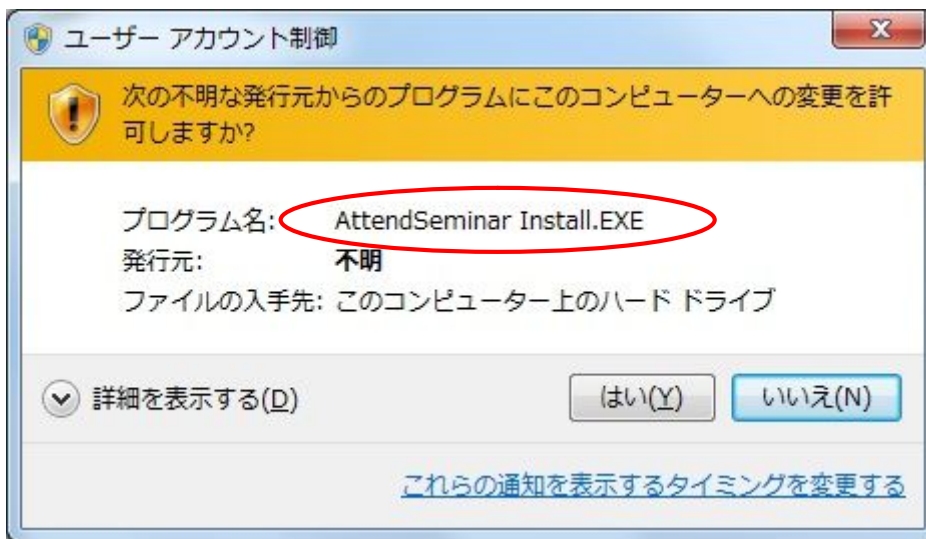 ユーザー アカウント制御
次の不明な発行元からのプログラムにこのコンピューターへの変更を許
可しますか?
プログラム名: AttendSeminar Install.EXE
発行元: 不明
ファイルの入手先: このコンピューター上のハード ドライブ
詳細を表示する(D) はい(Y) いいえ(N)
これらの通知を表示するタイミングを変更する